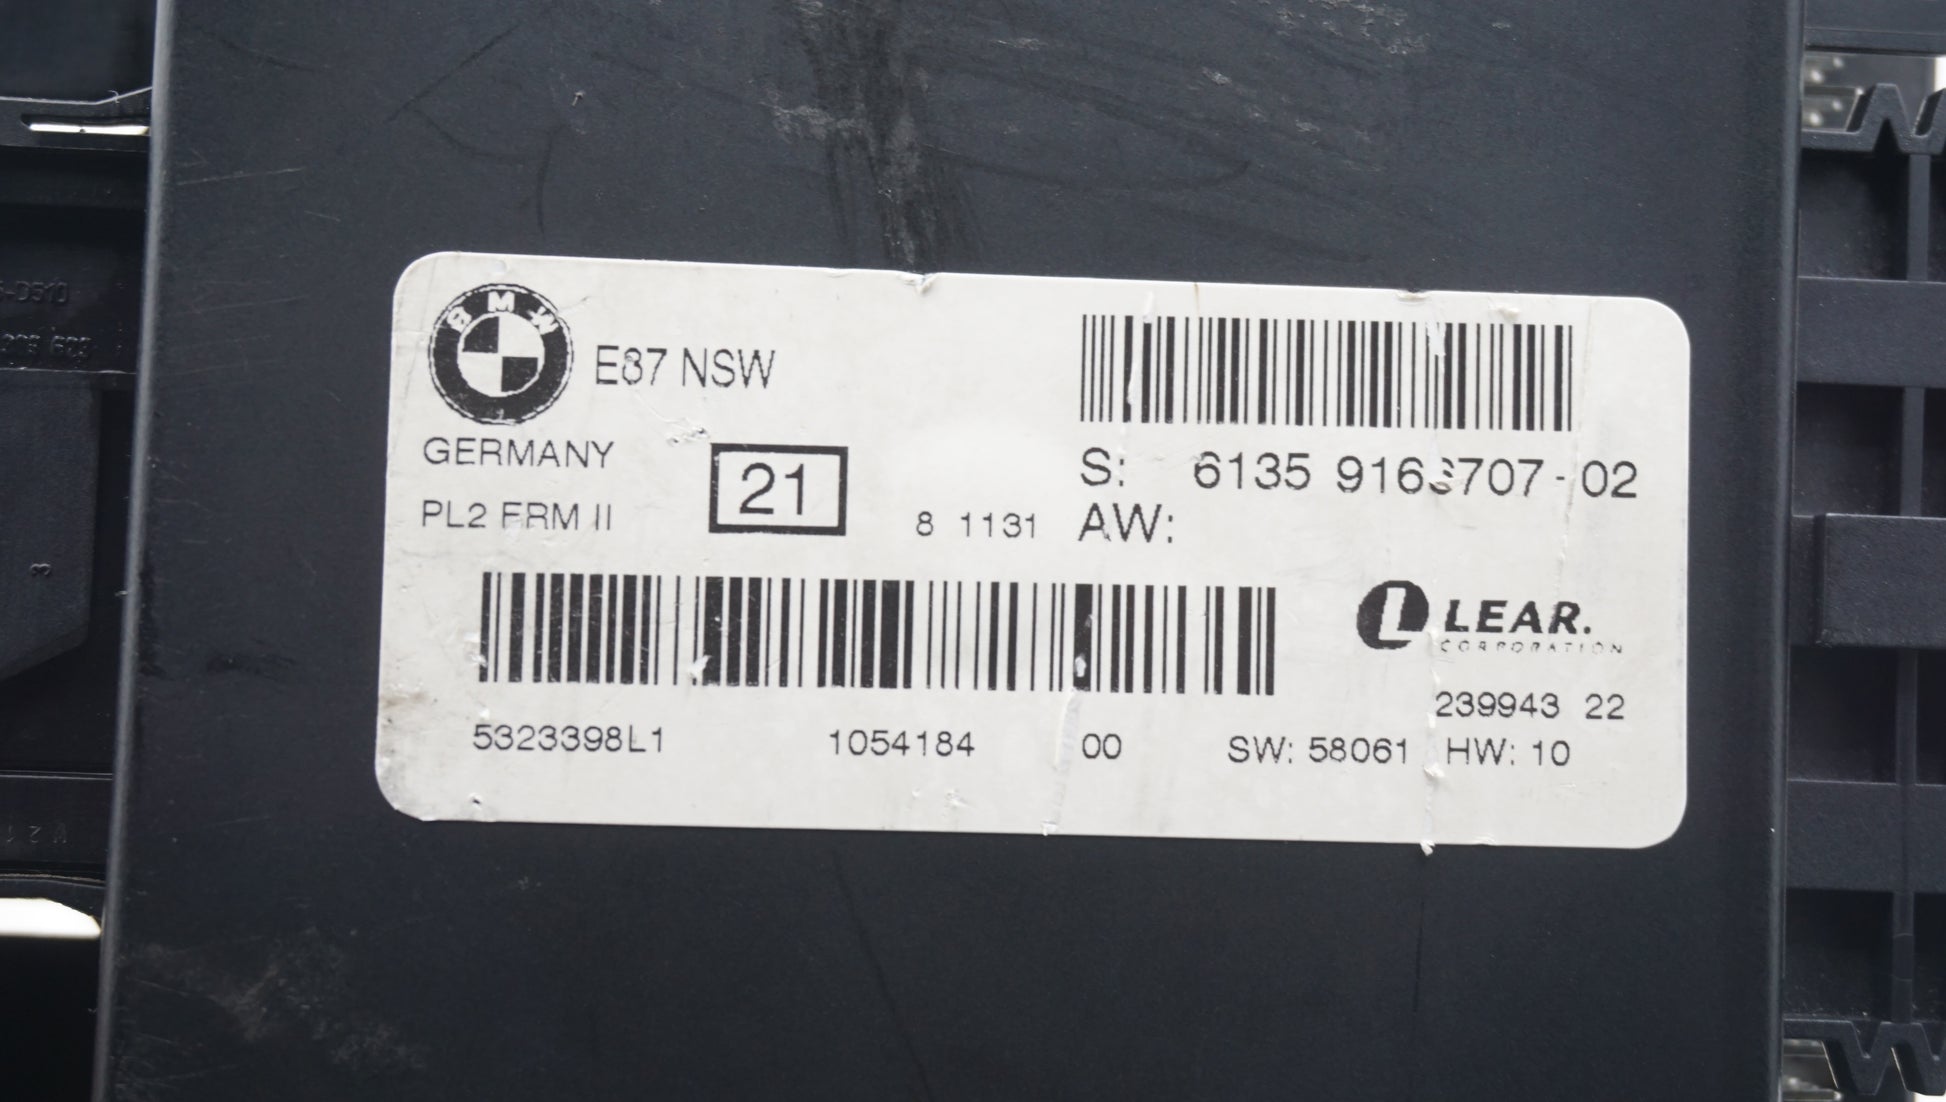 BMW
E87 NSW
GERMANY
PL2 FRM II
21
8 1131
S: 6135 9166707-02
AW:
LEAR.
CORPORATION
239943 22
5323398L1 1054184 00 SW: 58061 HW: 10